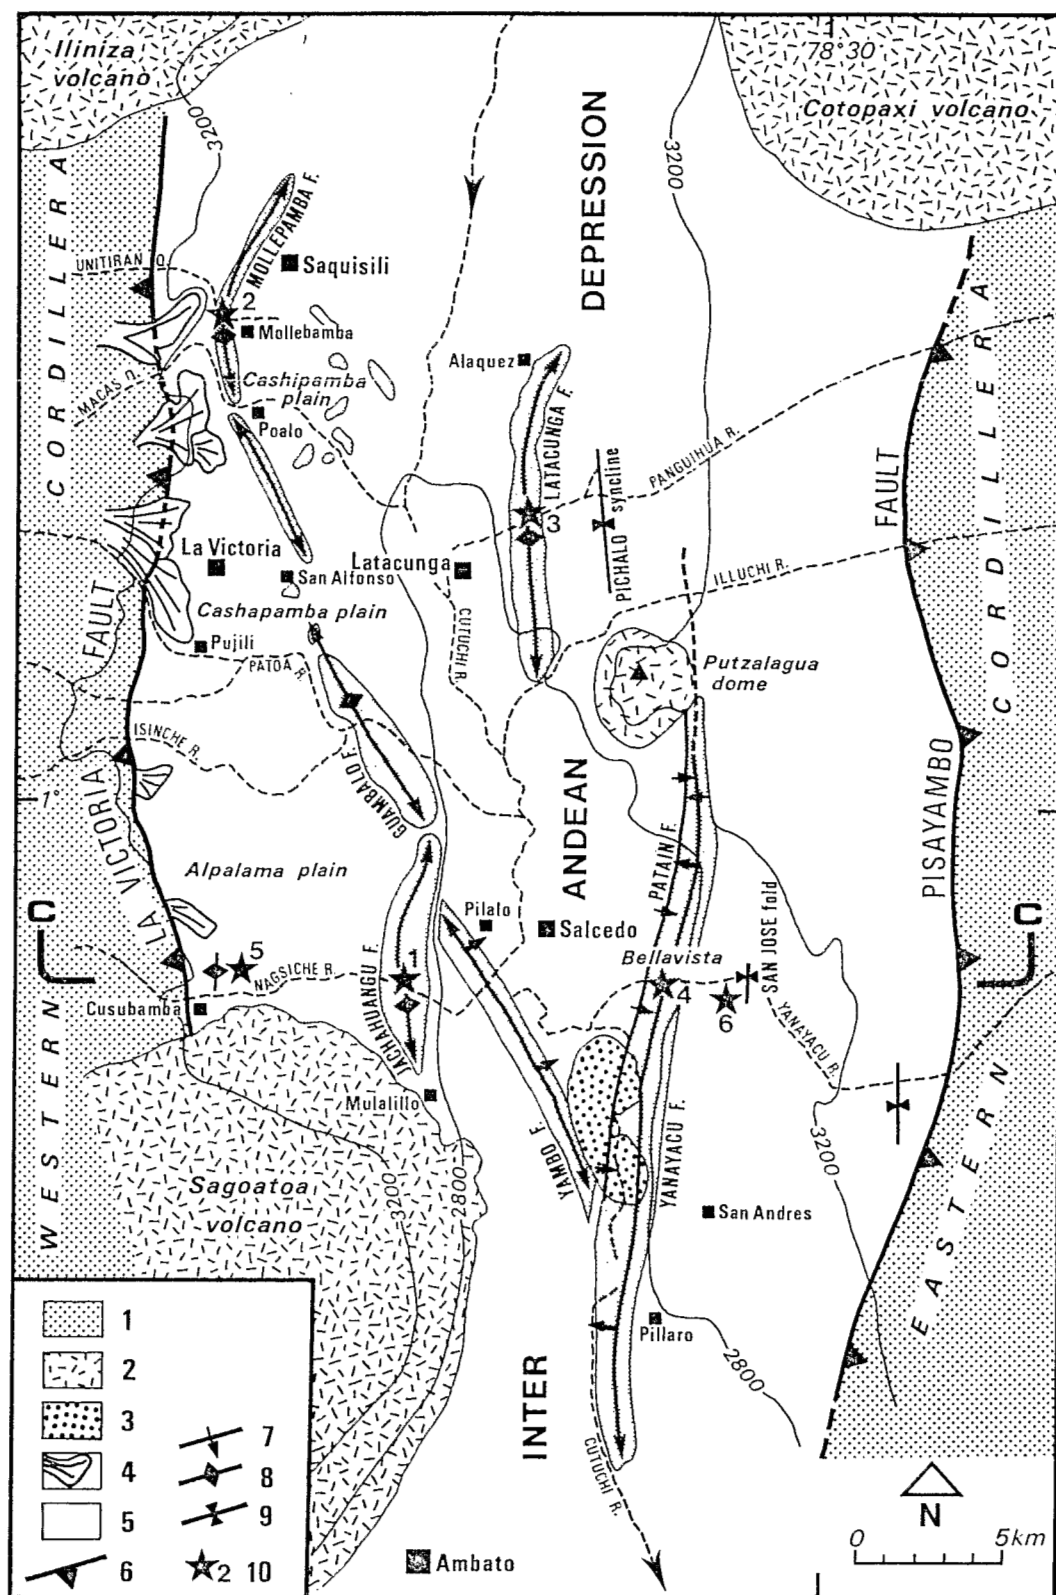 Iliniza
volcano
78°30
Cotopaxi volcano
3200
DEPRESSION
3200
CORDILLERA
MOLLEPAMBA F.
UNITIRAN Q.
Saquisili
2
Mollebamba
MACAS Q.
Cashipamba
plain
Poalo
Alaquez
LATACUNGA F.
PANGUIHUA R.
3
PICHALO syncline
FAULT
CORDILLERA
La Victoria
San Alfonso
Latacunga
ILLUCHI R.
Cashapamba plain
CUTUCHI R.
FAULT
Pujili
PATOA R.
Putzalagua
dome
ISINCHE R.
GUAMBALO F.
ANDEAN
PISAYAMBO
1°
LA VICTORIA
Alpalama plain
PATAIN F.
C
C
Pilalo
Salcedo
5
1
NAGSICHE R.
Bellavista
4
6
SAN JOSE fold
Cusubamba
JACHAHUANGU F.
YANAYACU R.
Mulalillo
WESTERN
YAMBO F.
YANAYACU F.
EASTERN
3200
Sagoatoa
volcano
3200
2800
San Andres
Pillaro
2800
INTER
CUTUCHI R.
1
2
3
4
5
6
7
8
9
2 10
Ambato
N
0 5km